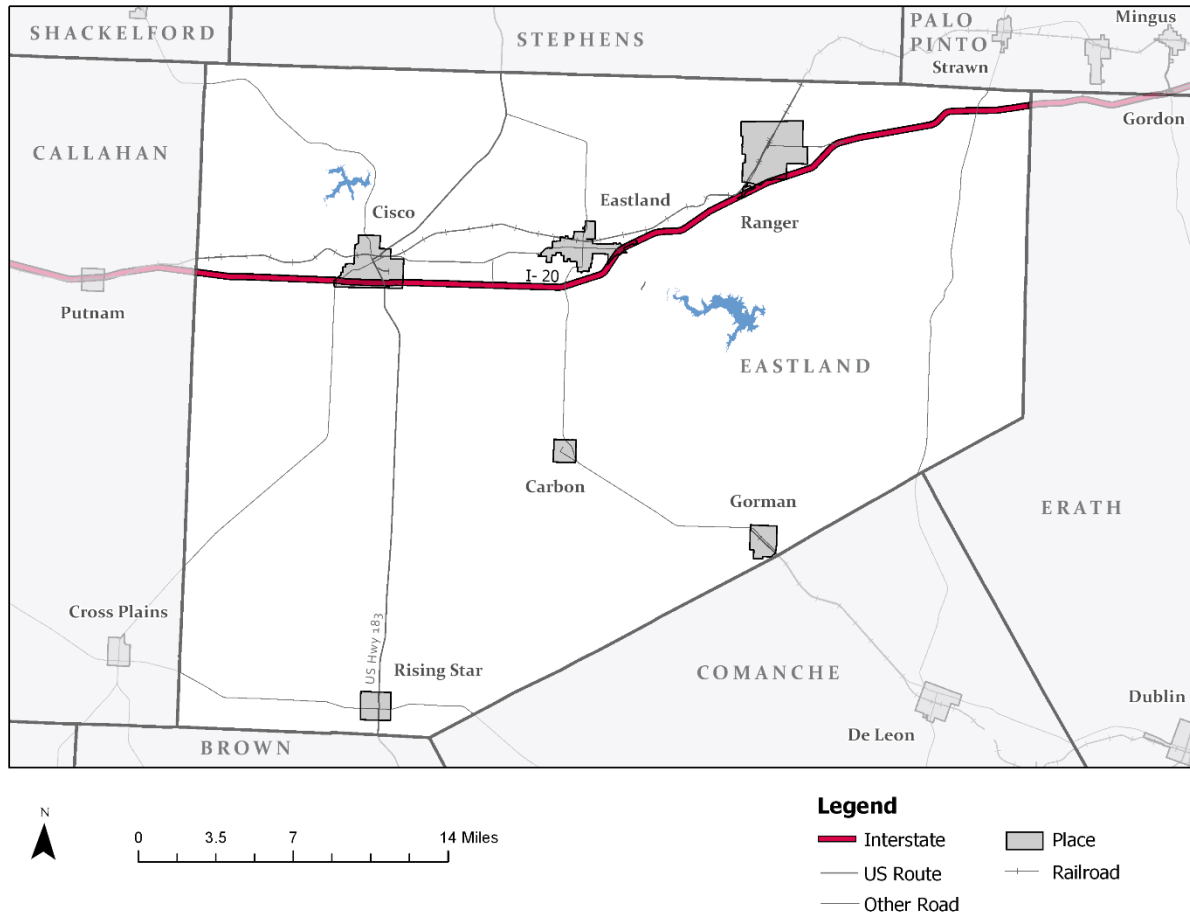 SHACKELFORD
STEPHENS
PALO
PINTO
Mingus
Strawn
Gordon
CALLAHAN
Cisco
Eastland
Ranger
I- 20
Putnam
EASTLAND
Carbon
Gorman
ERATH
Cross Plains
US Hwy 183
Rising Star
COMANCHE
Dublin
De Leon
BROWN
N
0 3.5 7 14 Miles
Legend
Interstate
Place
US Route
Railroad
Other Road